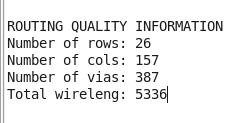 ROUTING QUALITY INFORMATION
Number of rows: 26
Number of cols: 157
Number of vias: 387
Total wireleng: 5336